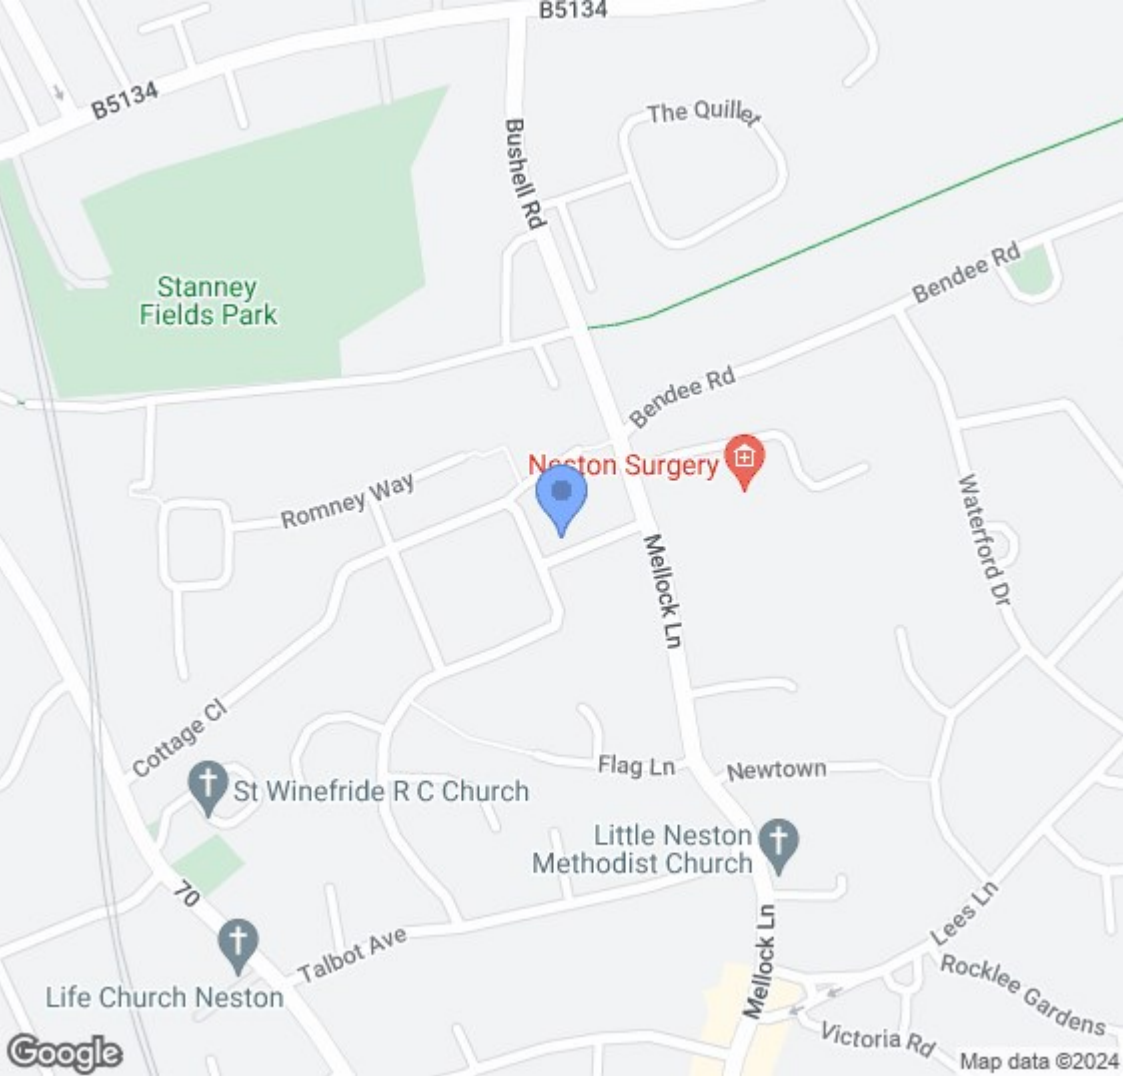 B5134
B5134
The Quillet
Bushell Rd
Bendee Rd
Stanney
Fields Park
Bendee Rd
Neston Surgery
Romney Way
Waterford Dr
Mellock Ln
Cottage Cl
Flag Ln
Newtown
St Winefride R C Church
Little Neston
Methodist Church
70
Lees Ln
Mellock Ln
Talbot Ave
Rocklee Gardens
Life Church Neston
Victoria Rd
Google
Map data ©2024